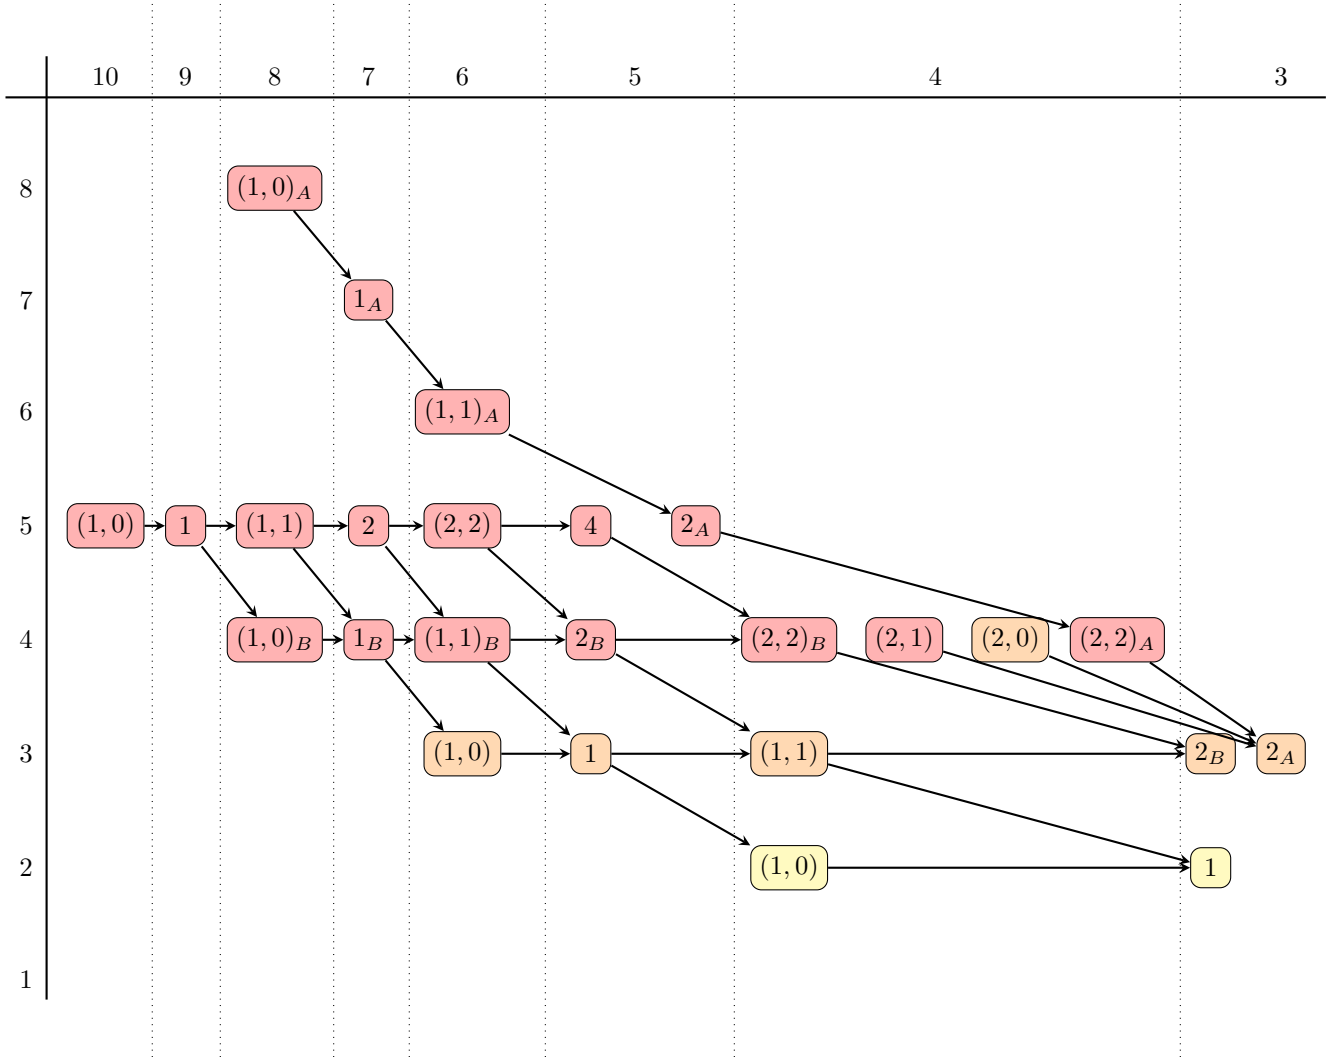 10 9 8 7 6 5 4 3
8 (1, 0)_A
7 1_A
6 (1, 1)_A
5 (1, 0) 1 (1, 1) 2 (2, 2) 4 2_A
4 (1, 0)_B 1_B (1, 1)_B 2_B (2, 2)_B (2, 1) (2, 0) (2, 2)_A
3 (1, 0) 1 (1, 1) 2_B 2_A
2 (1, 0) 1
1